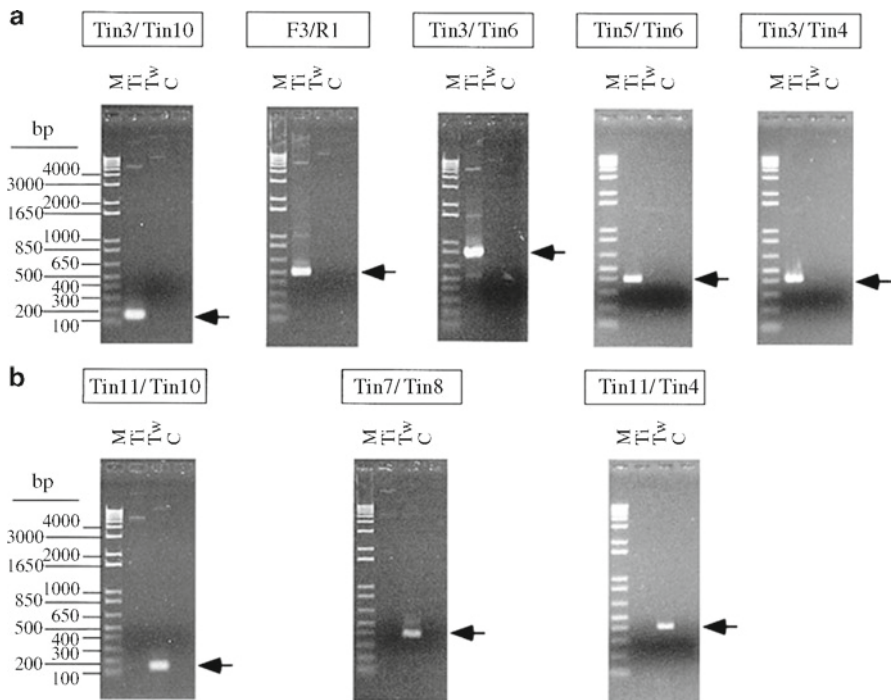 a
Tin3/Tin10
F3/R1
Tin3/Tin6
Tin5/Tin6
Tin3/Tin4
M Ti Tw C
M Ti Tw C
M Ti Tw C
M Ti Tw C
M Ti Tw C
bp
4000
3000
2000
1650
1000
850
650
500
400
300
200
100
b
Tin11/Tin10
Tin7/Tin8
Tin11/Tin4
M Ti Tw C
M Ti Tw C
M Ti Tw C
bp
4000
3000
2000
1650
1000
850
650
500
400
300
200
100